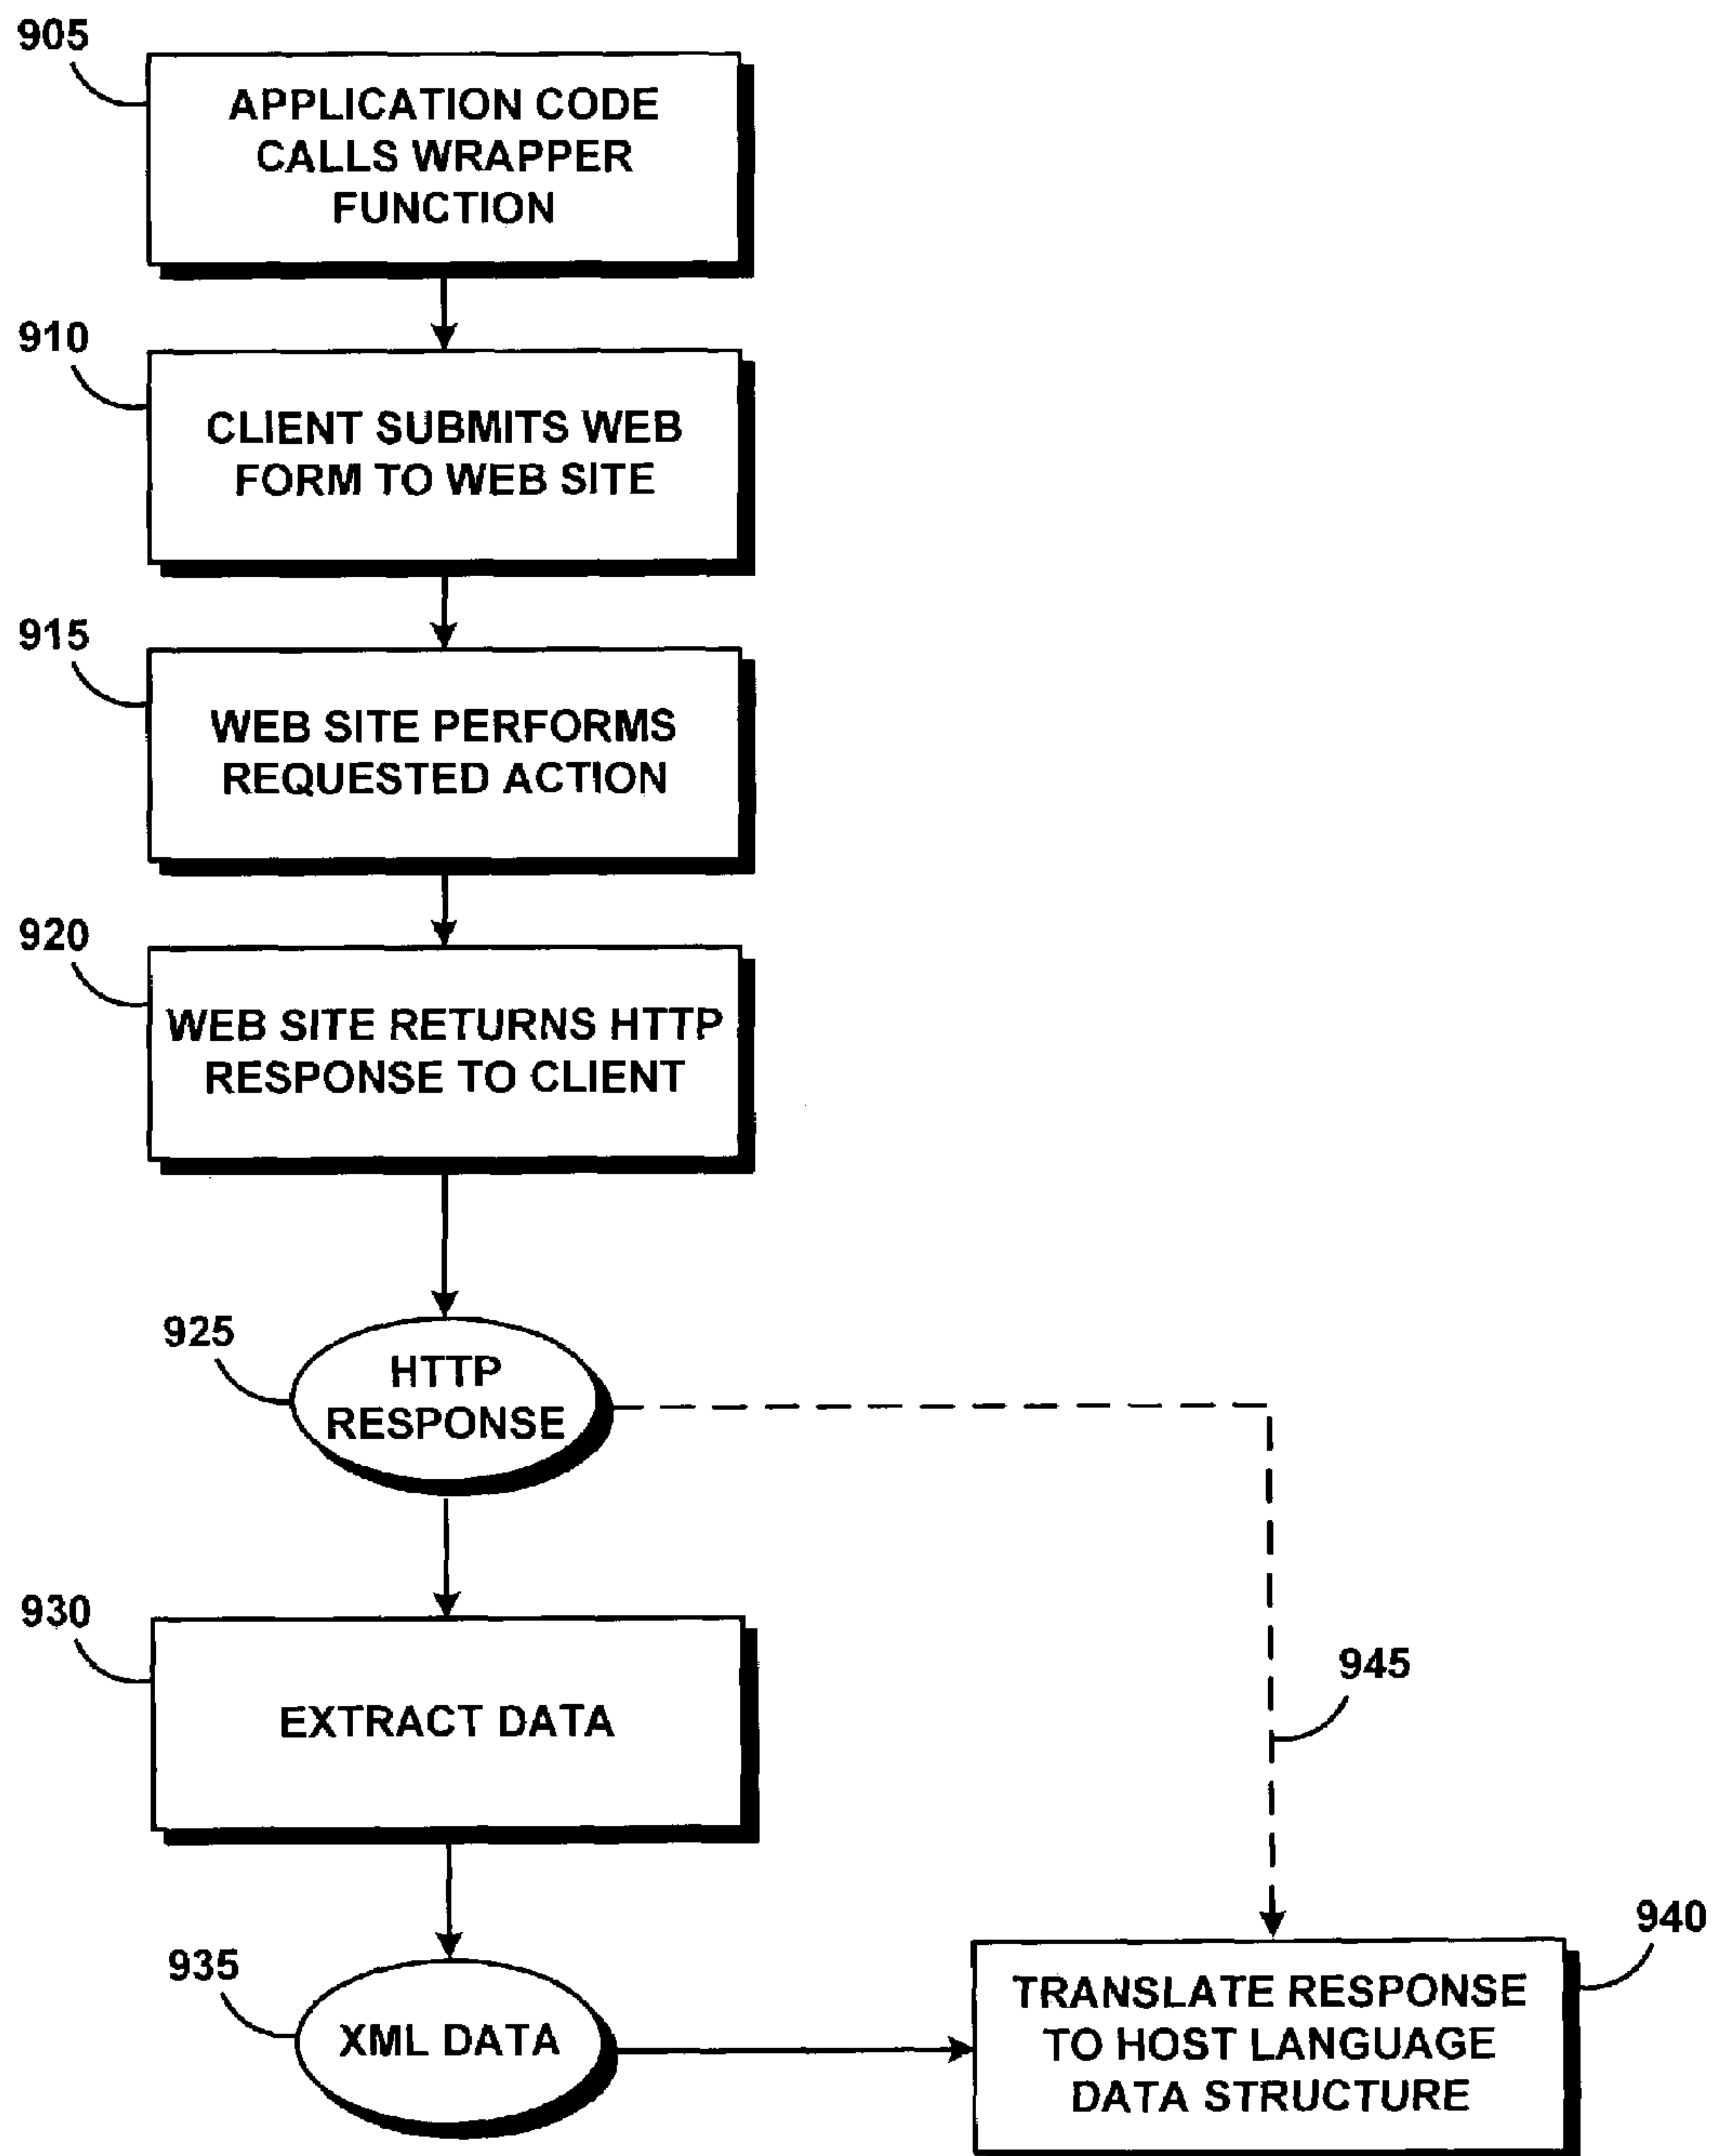 905
APPLICATION CODE
CALLS WRAPPER
FUNCTION
910
CLIENT SUBMITS WEB
FORM TO WEB SITE
915
WEB SITE PERFORMS
REQUESTED ACTION
920
WEB SITE RETURNS HTTP
RESPONSE TO CLIENT
925
HTTP
RESPONSE
930
EXTRACT DATA
945
935
XML DATA
940
TRANSLATE RESPONSE
TO HOST LANGUAGE
DATA STRUCTURE